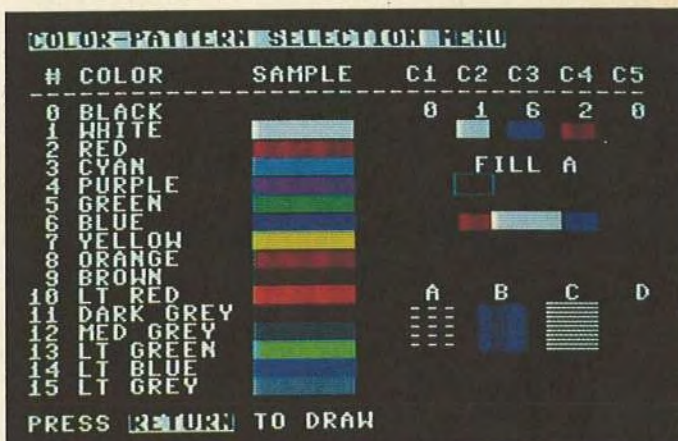 COLOR-PATTERN SELECTION MENU
# COLOR SAMPLE C1 C2 C3 C4 C5
0 BLACK 0 1 6 2 0
1 WHITE
2 RED
3 CYAN FILL A
4 PURPLE
5 GREEN
6 BLUE
7 YELLOW
8 ORANGE
9 BROWN
10 LT RED A B C D
11 DARK GREY
12 MED GREY
13 LT GREEN
14 LT BLUE
15 LT GREY
PRESS RETURN TO DRAW